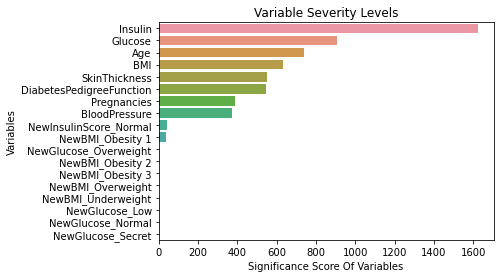 Variable Severity Levels
Variables
Insulin
Glucose
Age
BMI
SkinThickness
DiabetesPedigreeFunction
Pregnancies
BloodPressure
NewInsulinScore_Normal
NewBMI_Obesity 1
NewGlucose_Overweight
NewBMI_Obesity 2
NewBMI_Obesity 3
NewBMI_Overweight
NewBMI_Underweight
NewGlucose_Low
NewGlucose_Normal
NewGlucose_Secret
0 200 400 600 800 1000 1200 1400 1600
Significance Score Of Variables